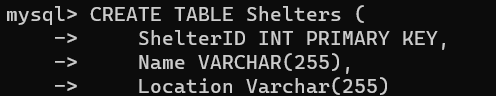 mysql> CREATE TABLE Shelters (
    ->     ShelterID INT PRIMARY KEY,
    ->     Name VARCHAR(255),
    ->     Location Varchar(255)